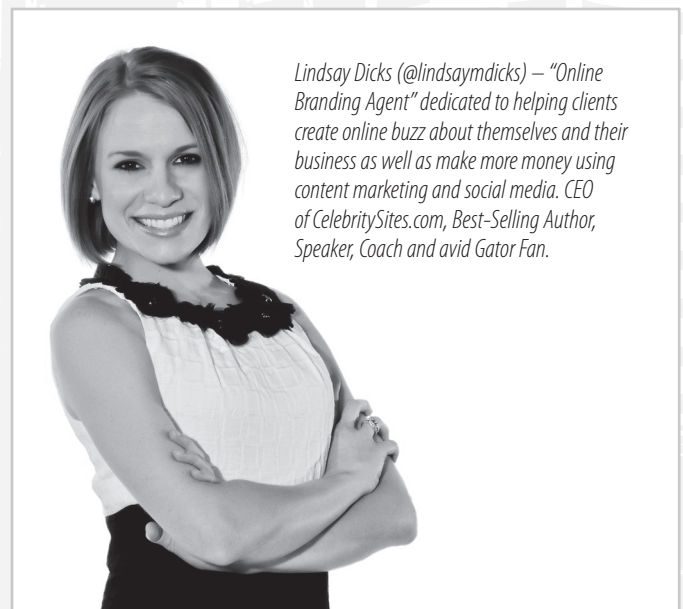 Lindsay Dicks (@lindsaymdicks) – “Online
Branding Agent” dedicated to helping clients
create online buzz about themselves and their
business as well as make more money using
content marketing and social media. CEO
of CelebritySites.com, Best-Selling Author,
Speaker, Coach and avid Gator Fan.